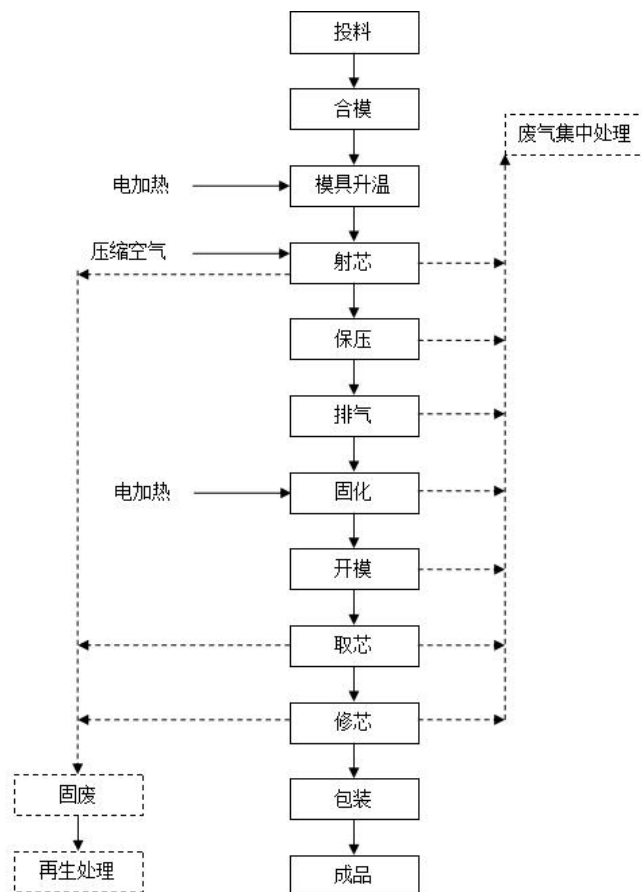 投料
合模
废气集中处理
电加热
模具升温
压缩空气
射芯
保压
排气
电加热
固化
开模
取芯
修芯
固废
包装
再生处理
成品